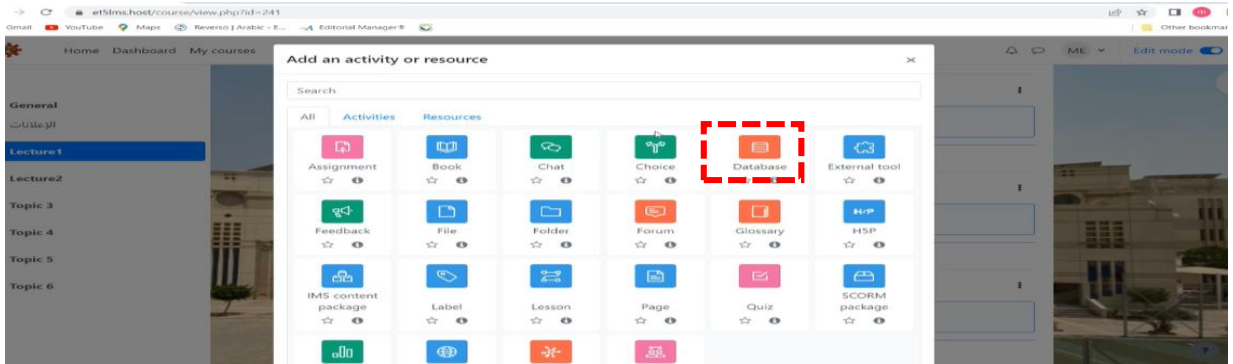 et5lms.host/course/view.php?id=241
Gmail YouTube Maps Reverso | Arabic - E... Editorial Manager® Other bookmar
Home Dashboard My courses ME Edit mode
Add an activity or resource
Search
All Activities Resources
General
الإعلانات
Lecture1
Lecture2
Topic 3
Topic 4
Topic 5
Topic 6
Assignment Book Chat Choice Database External tool
Feedback File Folder Forum Glossary H5P
IMS content package Label Lesson Page Quiz SCORM package